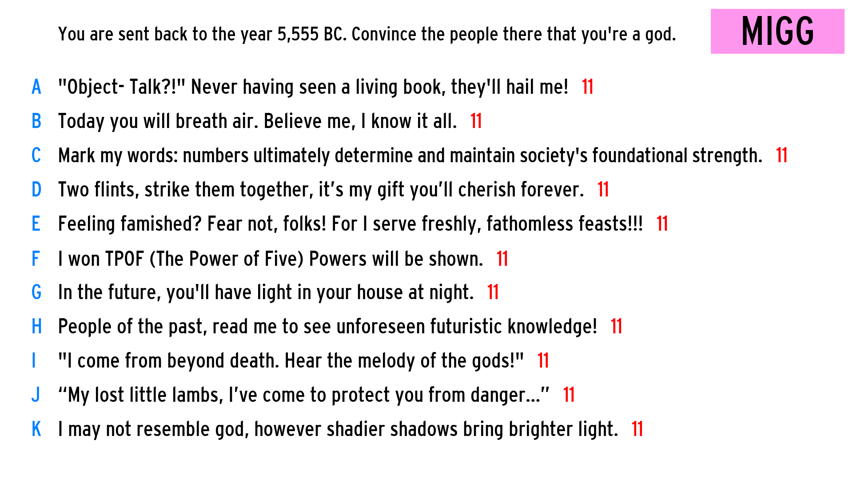 You are sent back to the year 5,555 BC. Convince the people there that you're a god.
MIGG
A "Object- Talk?!" Never having seen a living book, they'll hail me! 11
B Today you will breath air. Believe me, I know it all. 11
C Mark my words: numbers ultimately determine and maintain society's foundational strength. 11
D Two flints, strike them together, it’s my gift you’ll cherish forever. 11
E Feeling famished? Fear not, folks! For I serve freshly, fathomless feasts!!! 11
F I won TPOF (The Power of Five) Powers will be shown. 11
G In the future, you'll have light in your house at night. 11
H People of the past, read me to see unforeseen futuristic knowledge! 11
I "I come from beyond death. Hear the melody of the gods!" 11
J “My lost little lambs, I’ve come to protect you from danger...” 11
K I may not resemble god, however shadier shadows bring brighter light. 11